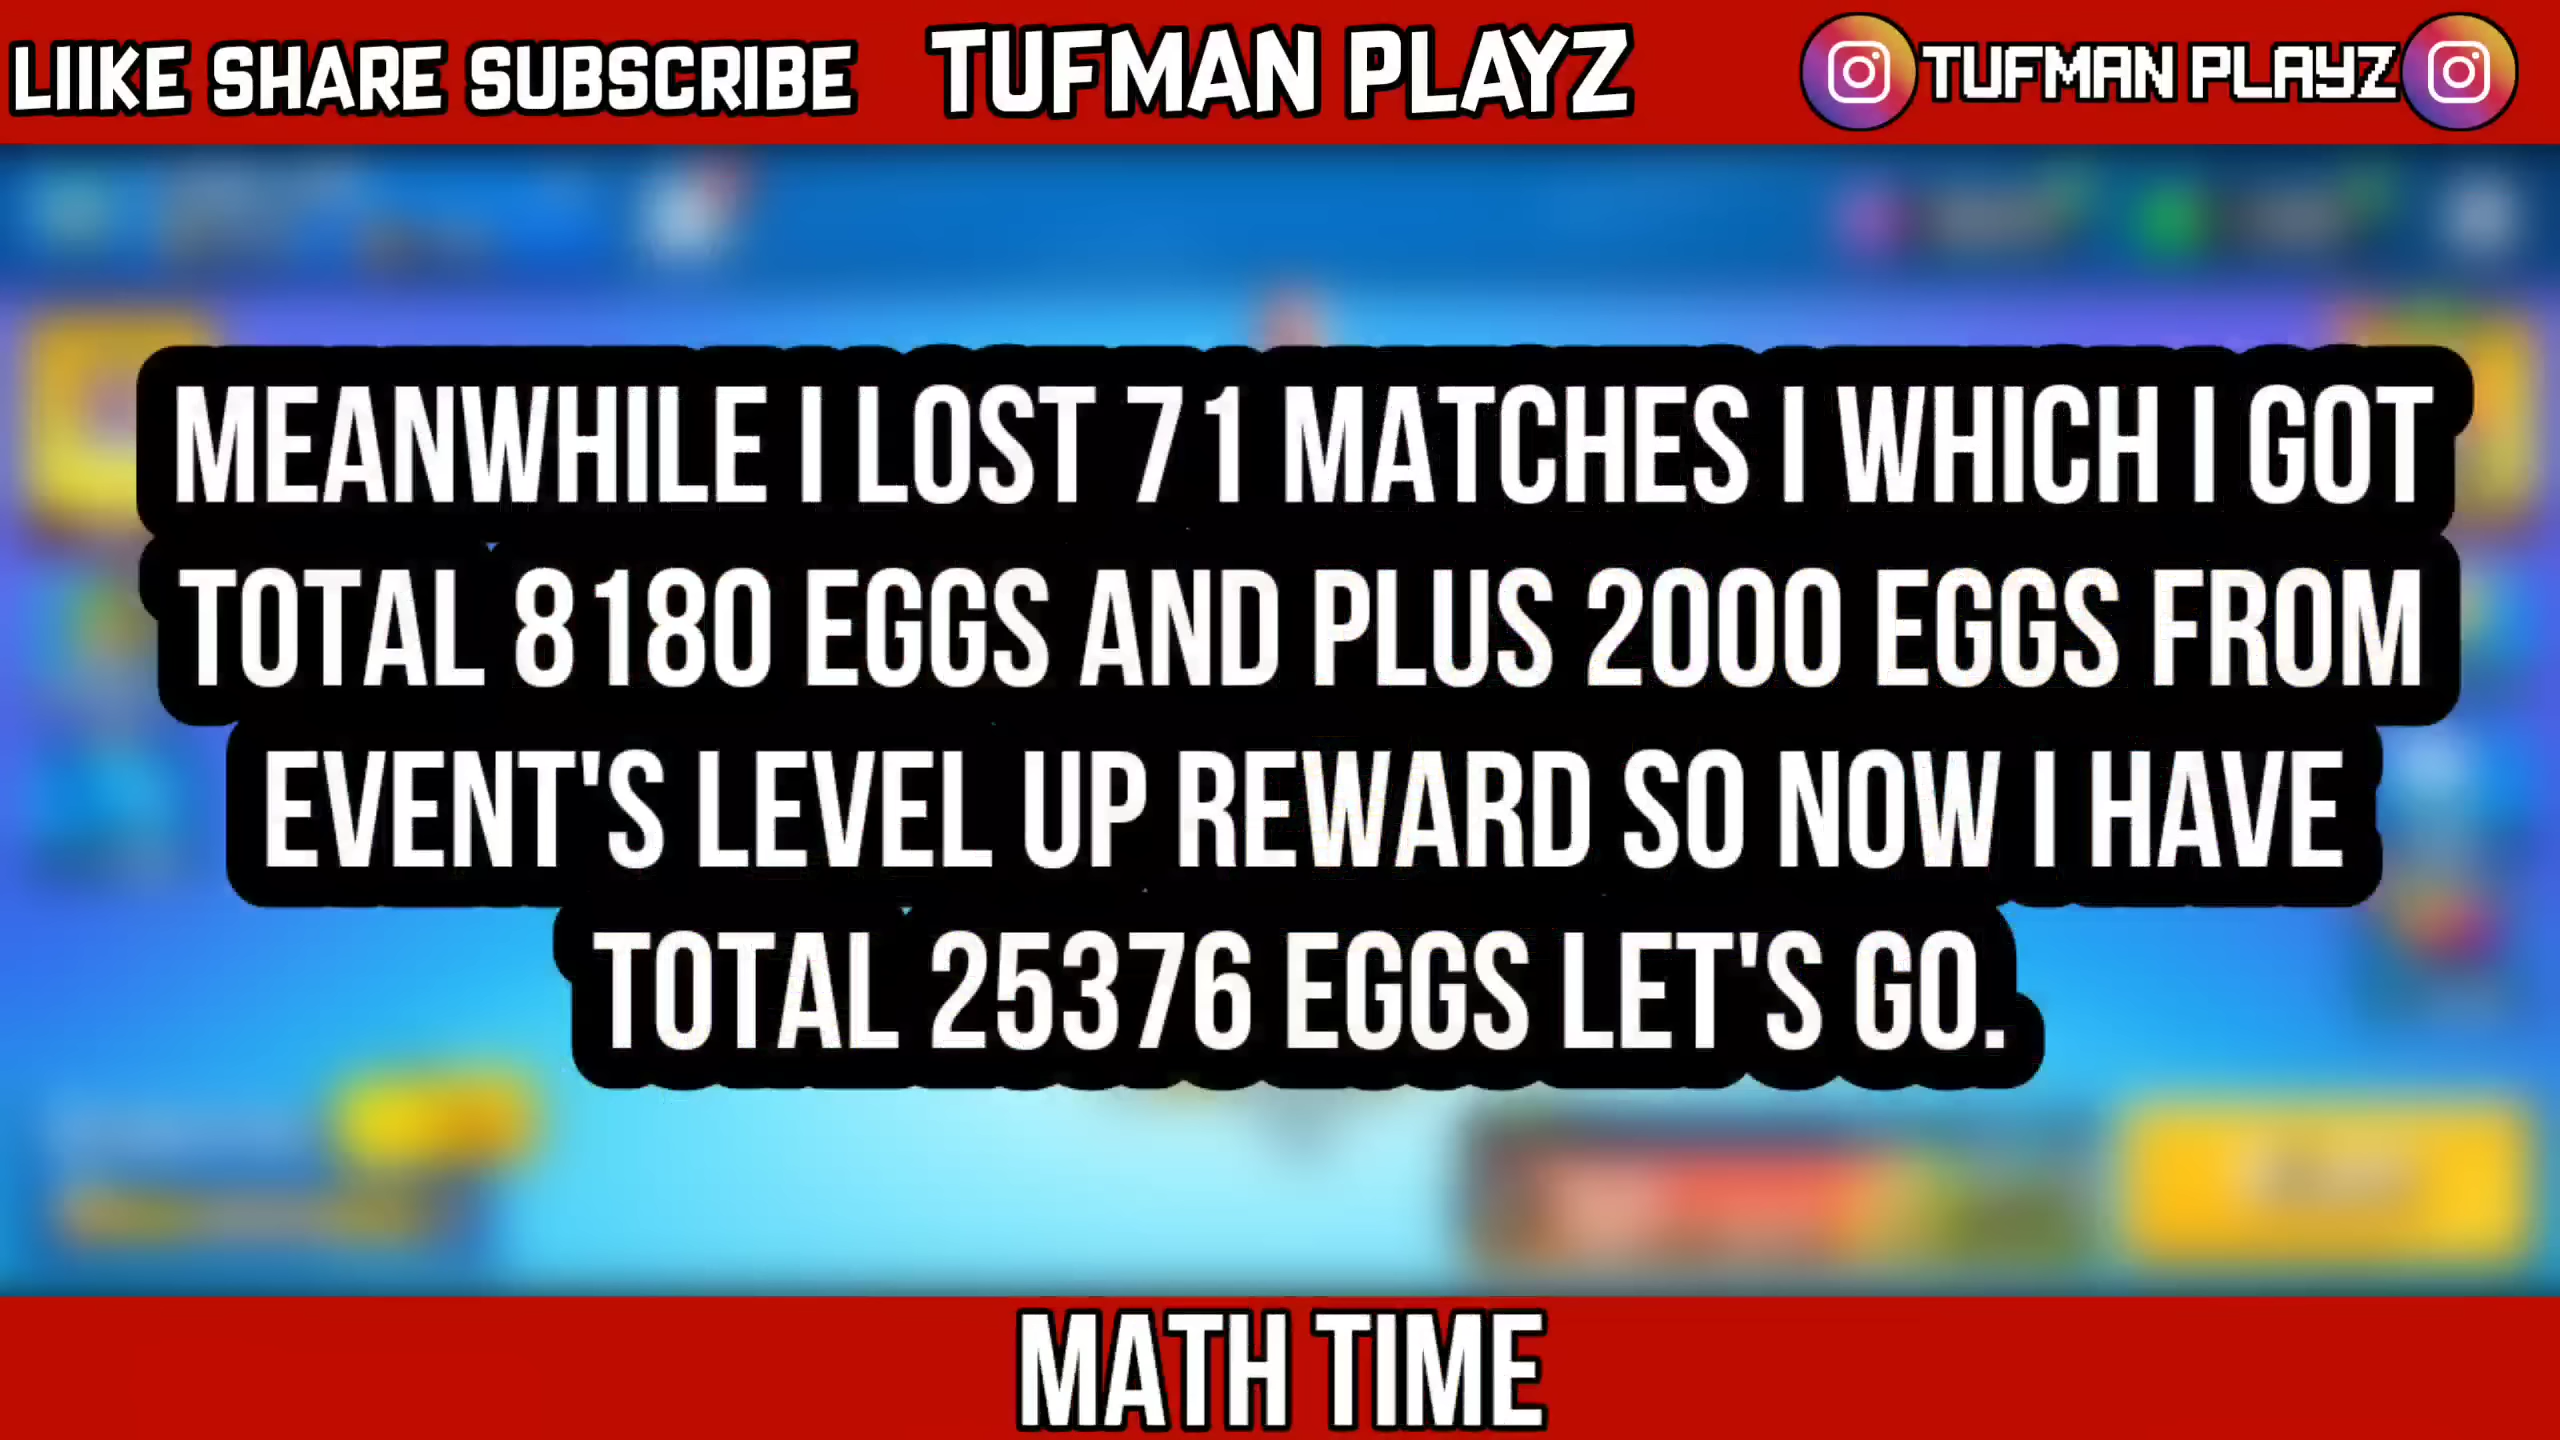 LIIKE SHARE SUBSCRIBE
TUFMAN PLAYZ
TUFMAN PLAYZ
MEANWHILE I LOST 71 MATCHES I WHICH I GOT
TOTAL 8180 EGGS AND PLUS 2000 EGGS FROM
EVENT'S LEVEL UP REWARD SO NOW I HAVE
TOTAL 25376 EGGS LET'S GO.
MATH TIME